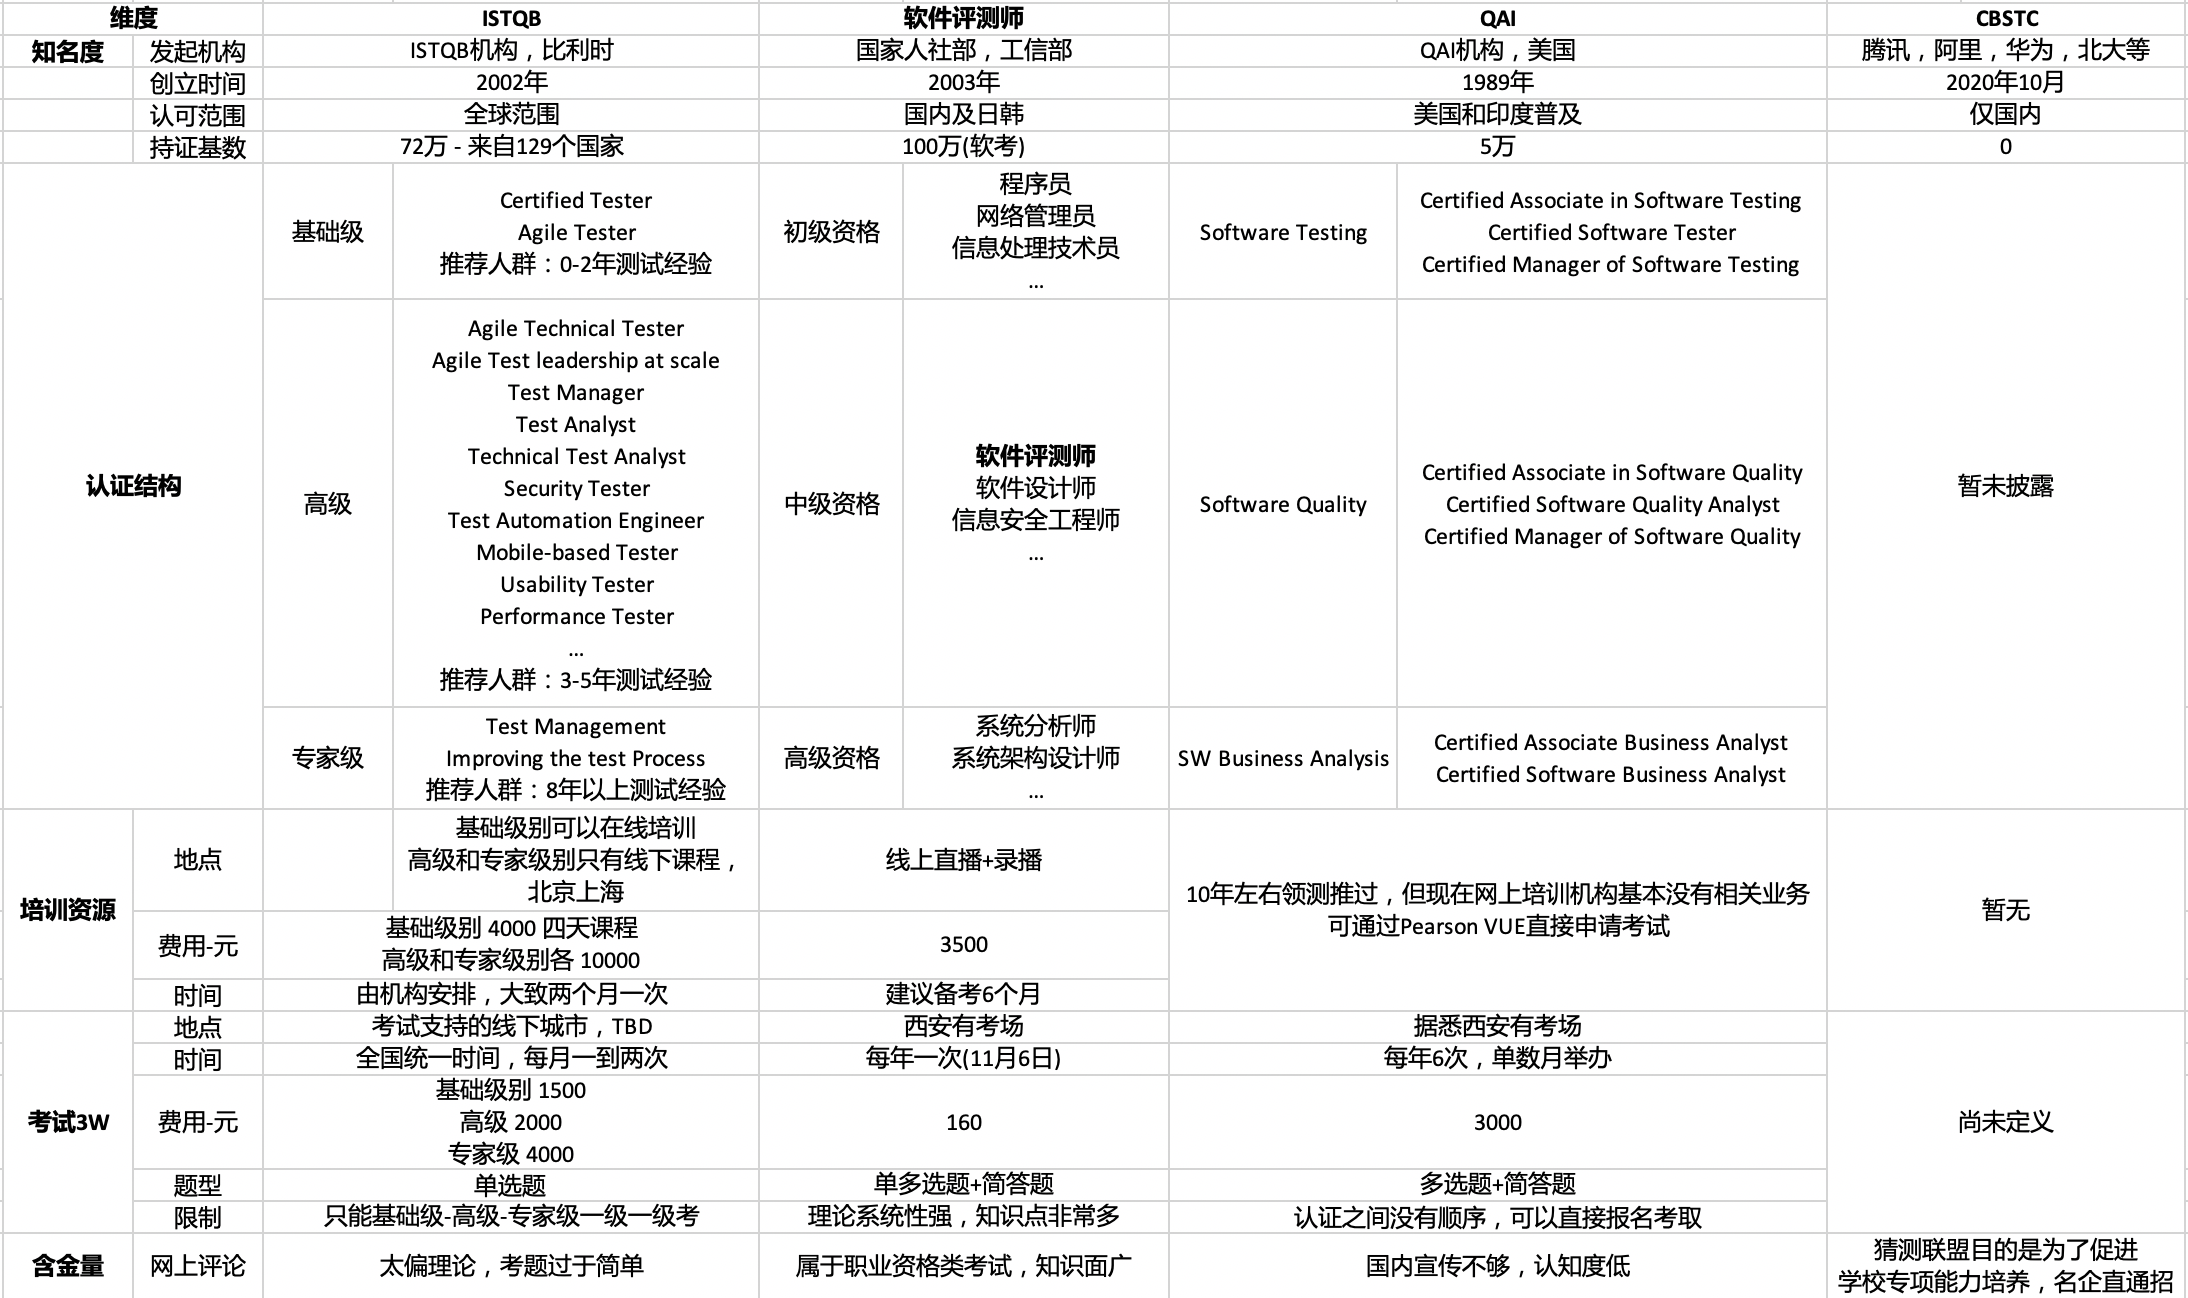 维度
ISTQB
软件评测师
QAI
CBSTC
知名度
发起机构
ISTQB机构，比利时
国家人社部，工信部
QAI机构，美国
腾讯，阿里，华为，北大等
创立时间
2002年
2003年
1989年
2020年10月
认可范围
全球范围
国内及日韩
美国和印度普及
仅国内
持证基数
72万 - 来自129个国家
100万(软考)
5万
0
认证结构
基础级
Certified Tester
Agile Tester
推荐人群：0-2年测试经验
初级资格
程序员
网络管理员
信息处理技术员
...
Software Testing
Certified Associate in Software Testing
Certified Software Tester
Certified Manager of Software Testing
暂未披露
高级
Agile Technical Tester
Agile Test leadership at scale
Test Manager
Test Analyst
Technical Test Analyst
Security Tester
Test Automation Engineer
Mobile-based Tester
Usability Tester
Performance Tester
...
推荐人群：3-5年测试经验
中级资格
软件评测师
软件设计师
信息安全工程师
...
Software Quality
Certified Associate in Software Quality
Certified Software Quality Analyst
Certified Manager of Software Quality
专家级
Test Management
Improving the test Process
推荐人群：8年以上测试经验
高级资格
系统分析师
系统架构设计师
...
SW Business Analysis
Certified Associate Business Analyst
Certified Software Business Analyst
培训资源
地点
基础级别可以在线培训
高级和专家级别只有线下课程，
北京上海
线上直播+录播
10年左右领测推过，但现在网上培训机构基本没有相关业务
可通过Pearson VUE直接申请考试
暂无
费用-元
基础级别 4000 四天课程
高级和专家级别各 10000
3500
时间
由机构安排，大致两个月一次
建议备考6个月
考试3W
地点
考试支持的线下城市，TBD
西安有考场
据悉西安有考场
尚未定义
时间
全国统一时间，每月一到两次
每年一次(11月6日)
每年6次，单数月举办
费用-元
基础级别 1500
高级 2000
专家级 4000
160
3000
题型
单选题
单多选题+简答题
多选题+简答题
限制
只能基础级-高级-专家级一级一级考
理论系统性强，知识点非常多
认证之间没有顺序，可以直接报名考取
含金量
网上评论
太偏理论，考题过于简单
属于职业资格类考试，知识面广
国内宣传不够，认知度低
猜测联盟目的是为了促进
学校专项能力培养，名企直通招